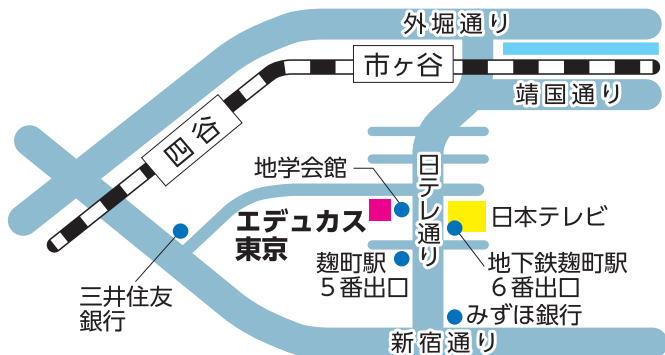 外堀通り
市ヶ谷
靖国通り
四谷
地学会館
日テレ通り
エデュカス
東京
日本テレビ
麹町駅
５番出口
地下鉄麹町駅
６番出口
三井住友
銀行
みずほ銀行
新宿通り